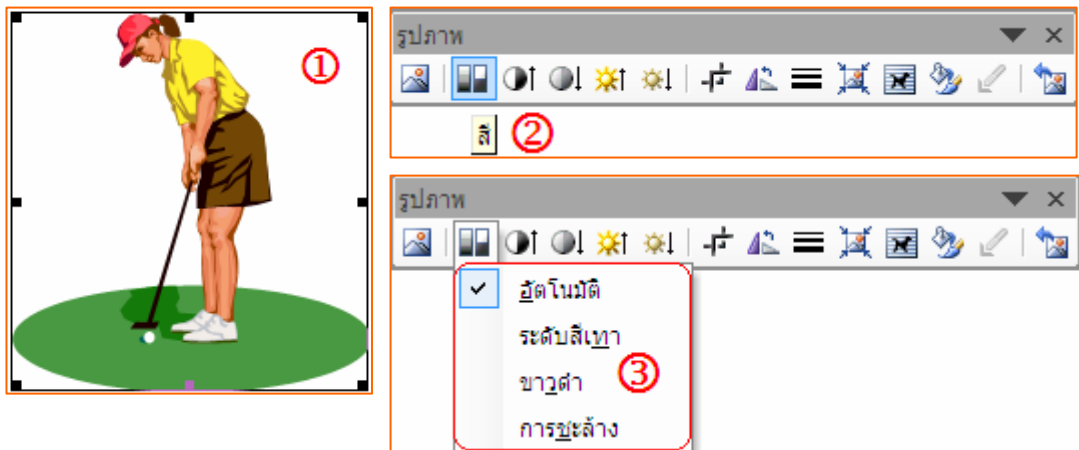 ①
รูปภาพ
สี
②
รูปภาพ
อัตโนมัติ
ระดับสีเทา
ขาวดำ
③
การชะล้าง